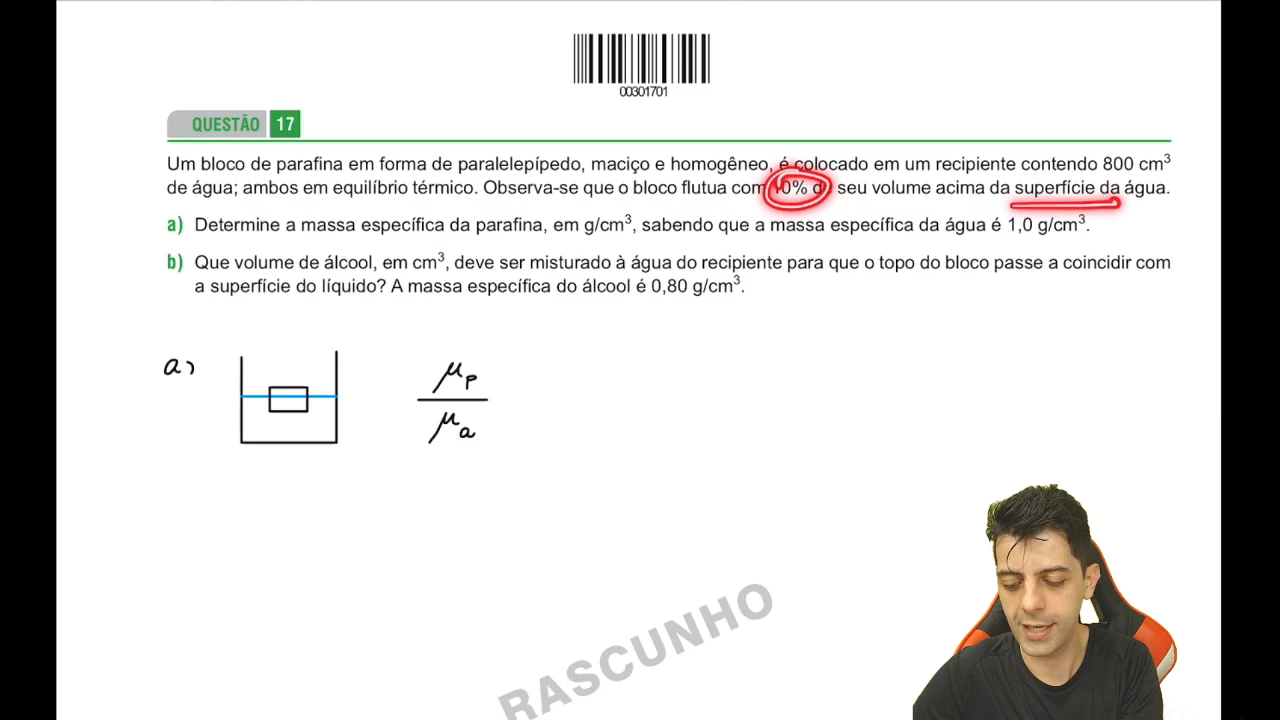 00301701
QUESTÃO 17
Um bloco de parafina em forma de paralelepípedo, maciço e homogêneo, é colocado em um recipiente contendo 800 cm³
de água; ambos em equilíbrio térmico. Observa-se que o bloco flutua com 10% de seu volume acima da superfície da água.
a) Determine a massa específica da parafina, em g/cm³, sabendo que a massa específica da água é 1,0 g/cm³.
b) Que volume de álcool, em cm³, deve ser misturado à água do recipiente para que o topo do bloco passe a coincidir com
a superfície do líquido? A massa específica do álcool é 0,80 g/cm³.
a)
μp
μa
RASCUNHO